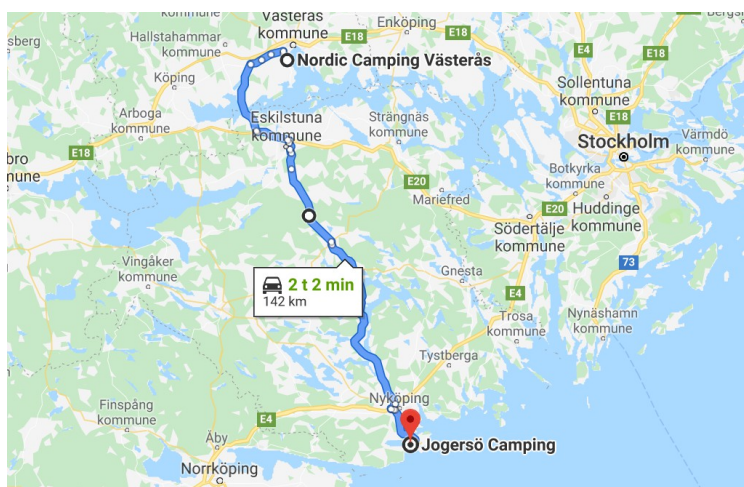 kommune
Västerås
kommune
Enköping
E18
E18
Hallstahammar
kommune
Nordic Camping Västerås
E4
E18
Köping
Sollentuna
kommune
Arboga
kommune
Eskilstuna
kommune
Strängnäs
kommune
E18
Stockholm
Värmdö
kommune
E18
bro
mune
Botkyrka
kommune
E20
Mariefred
E20
Huddinge
kommune
Södertälje
kommune
Vingåker
kommune
73
2 t 2 min
142 km
Gnesta
E4
Trosa
kommune
Nynäshamn
kommune
Tystberga
Nyköping
Finspång
kommune
E4
Åby
Jogersö Camping
Norrköping